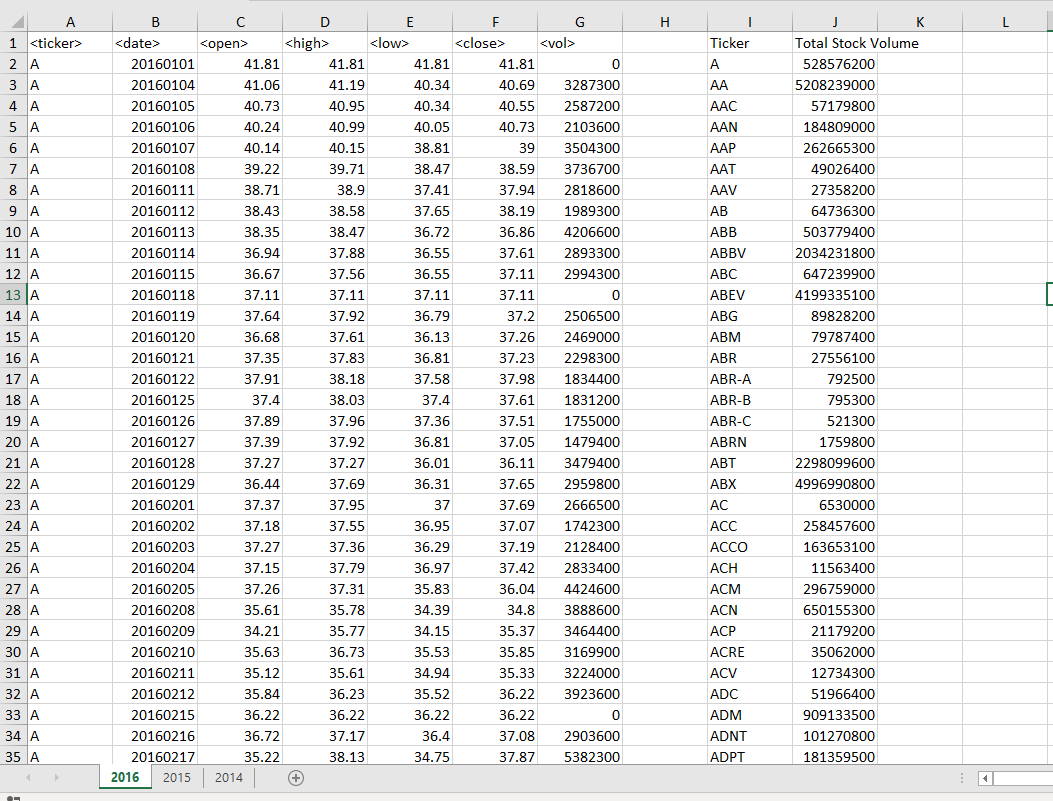 A B C D E F G H I J K L
1 <ticker> <date> <open> <high> <low> <close> <vol> Ticker Total Stock Volume
2 A 20160101 41.81 41.81 41.81 41.81 0 A 528576200
3 A 20160104 41.06 41.19 40.34 40.69 3287300 AA 5208239000
4 A 20160105 40.73 40.95 40.34 40.55 2587200 AAC 57179800
5 A 20160106 40.24 40.99 40.05 40.73 2103600 AAN 184809000
6 A 20160107 40.14 40.15 38.81 39 3504300 AAP 262665300
7 A 20160108 39.22 39.71 38.47 38.59 3736700 AAT 49026400
8 A 20160111 38.71 38.9 37.41 37.94 2818600 AAV 27358200
9 A 20160112 38.43 38.58 37.65 38.19 1989300 AB 64736300
10 A 20160113 38.35 38.47 36.72 36.86 4206600 ABB 503779400
11 A 20160114 36.94 37.88 36.55 37.61 2893300 ABBV 2034231800
12 A 20160115 36.67 37.56 36.55 37.11 2994300 ABC 647239900
13 A 20160118 37.11 37.11 37.11 37.11 0 ABEV 4199335100
14 A 20160119 37.64 37.92 36.79 37.2 2506500 ABG 89828200
15 A 20160120 36.68 37.61 36.13 37.26 2469000 ABM 79787400
16 A 20160121 37.35 37.83 36.81 37.23 2298300 ABR 27556100
17 A 20160122 37.91 38.18 37.58 37.98 1834400 ABR-A 792500
18 A 20160125 37.4 38.03 37.4 37.61 1831200 ABR-B 795300
19 A 20160126 37.89 37.96 37.36 37.51 1755000 ABR-C 521300
20 A 20160127 37.39 37.92 36.81 37.05 1479400 ABRN 1759800
21 A 20160128 37.27 37.27 36.01 36.11 3479400 ABT 2298099600
22 A 20160129 36.44 37.69 36.31 37.65 2959800 ABX 4996990800
23 A 20160201 37.37 37.95 37 37.69 2666500 AC 6530000
24 A 20160202 37.18 37.55 36.95 37.07 1742300 ACC 258457600
25 A 20160203 37.27 37.36 36.29 37.19 2128400 ACCO 163653100
26 A 20160204 37.15 37.79 36.97 37.42 2833400 ACH 11563400
27 A 20160205 37.26 37.31 35.83 36.04 4424600 ACM 296759000
28 A 20160208 35.61 35.78 34.39 34.8 3888600 ACN 650155300
29 A 20160209 34.21 35.77 34.15 35.37 3464400 ACP 21179200
30 A 20160210 35.63 36.73 35.53 35.85 3169900 ACRE 35062000
31 A 20160211 35.12 35.61 34.94 35.33 3224000 ACV 12734300
32 A 20160212 35.84 36.23 35.52 36.22 3923600 ADC 51966400
33 A 20160215 36.22 36.22 36.22 36.22 0 ADM 909133500
34 A 20160216 36.72 37.17 36.4 37.08 2903600 ADNT 101270800
35 A 20160217 35.22 38.13 34.75 37.87 5382300 ADPT 181359500
2016 2015 2014